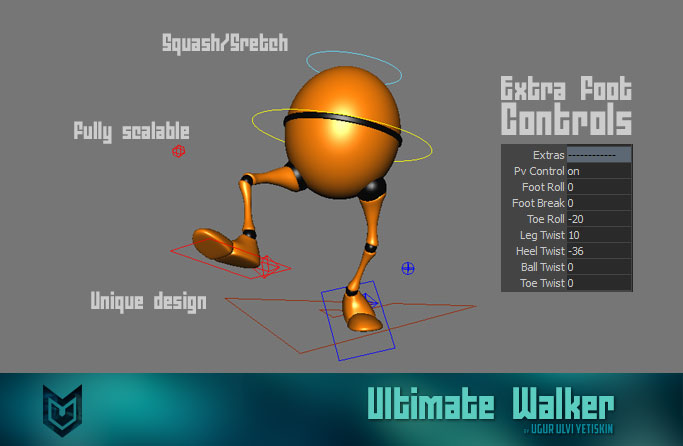 Squash/Sretch
Extra Foot
Controls
Fully scalable
Extras ------------
Pv Control on
Foot Roll 0
Foot Break 0
Toe Roll -20
Leg Twist 10
Heel Twist -36
Ball Twist 0
Toe Twist 0
Unique design
Ultimate Walker
BY UGUR ULVI YETISKIN